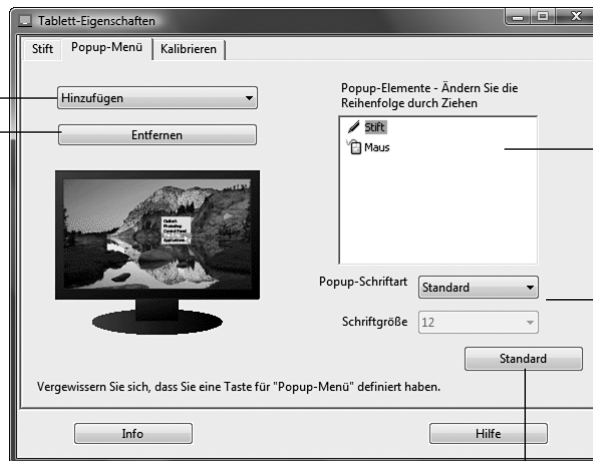 Tablett-Eigenschaften
Stift Popup-Menü Kalibrieren
Hinzufügen
Entfernen
Popup-Elemente - Ändern Sie die
Reihenfolge durch Ziehen
Stift
Maus
Popup-Schriftart Standard
Schriftgröße 12
Standard
Vergewissern Sie sich, dass Sie eine Taste für "Popup-Menü" definiert haben.
Info Hilfe